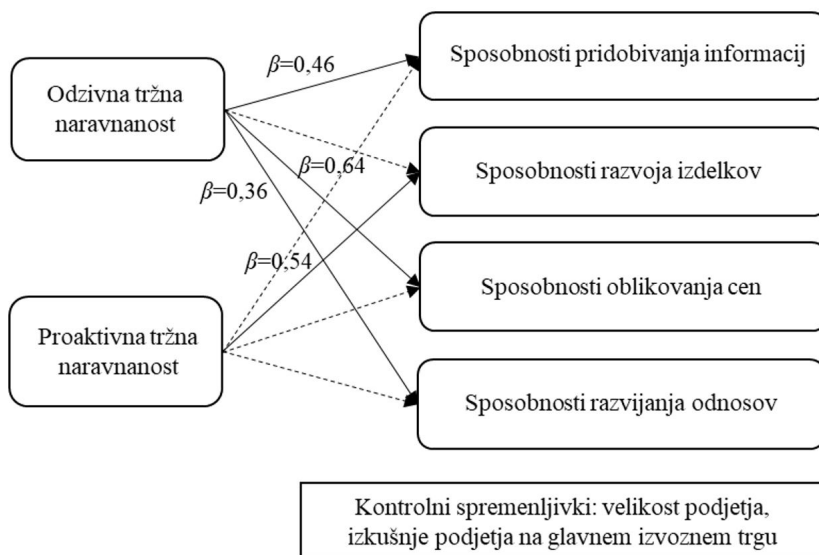 Odzivna tržna
naravnanost
Proaktivna tržna
naravnanost
β=0,46
β=0,64
β=0,36
β=0,54
Sposobnosti pridobivanja informacij
Sposobnosti razvoja izdelkov
Sposobnosti oblikovanja cen
Sposobnosti razvijanja odnosov
Kontrolni spremenljivki: velikost podjetja,
izkušnje podjetja na glavnem izvoznem trgu